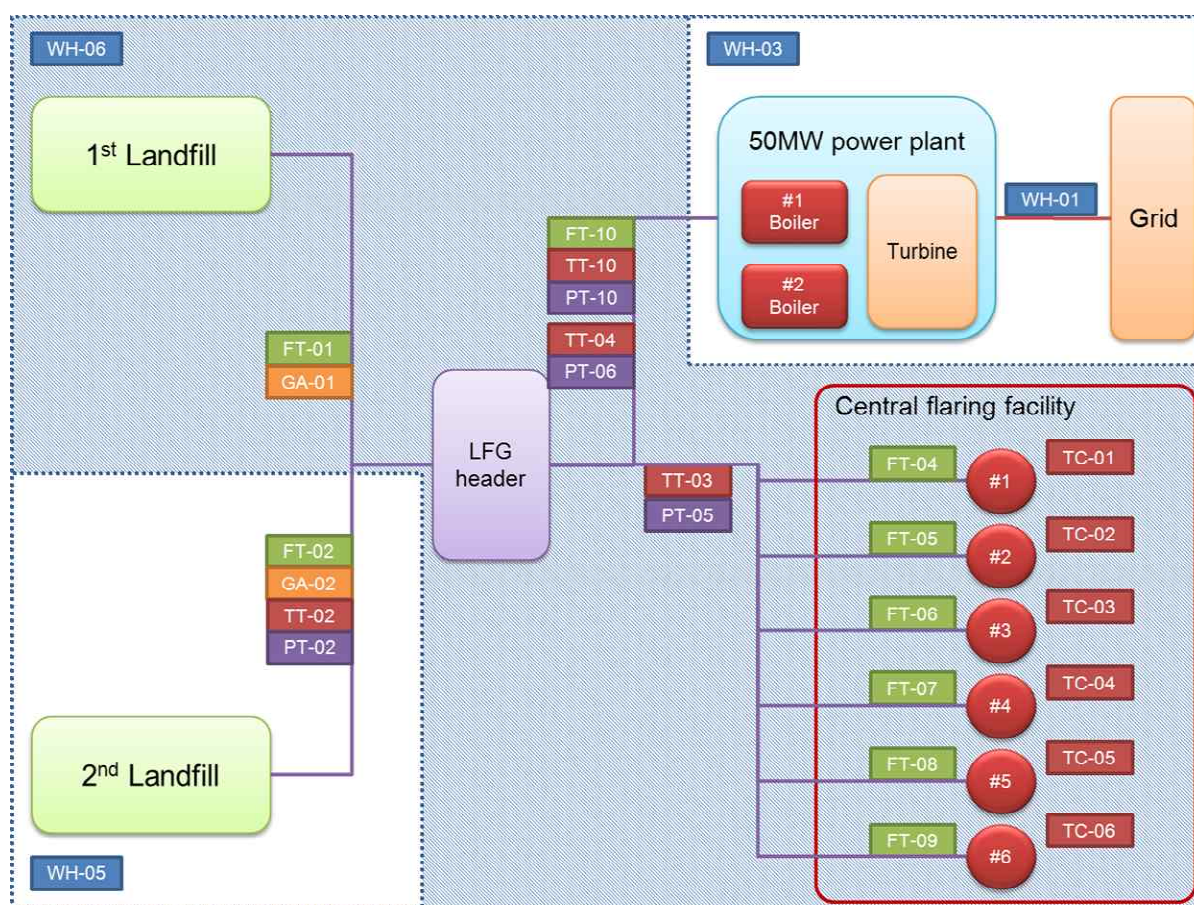 WH-06
1st Landfill
FT-01
GA-01
WH-03
50MW power plant
#1
Boiler
#2
Boiler
Turbine
WH-01
Grid
FT-10
TT-10
PT-10
TT-04
PT-06
LFG
header
TT-03
PT-05
FT-02
GA-02
TT-02
PT-02
2nd Landfill
WH-05
Central flaring facility
FT-04
#1
TC-01
FT-05
#2
TC-02
FT-06
#3
TC-03
FT-07
#4
TC-04
FT-08
#5
TC-05
FT-09
#6
TC-06